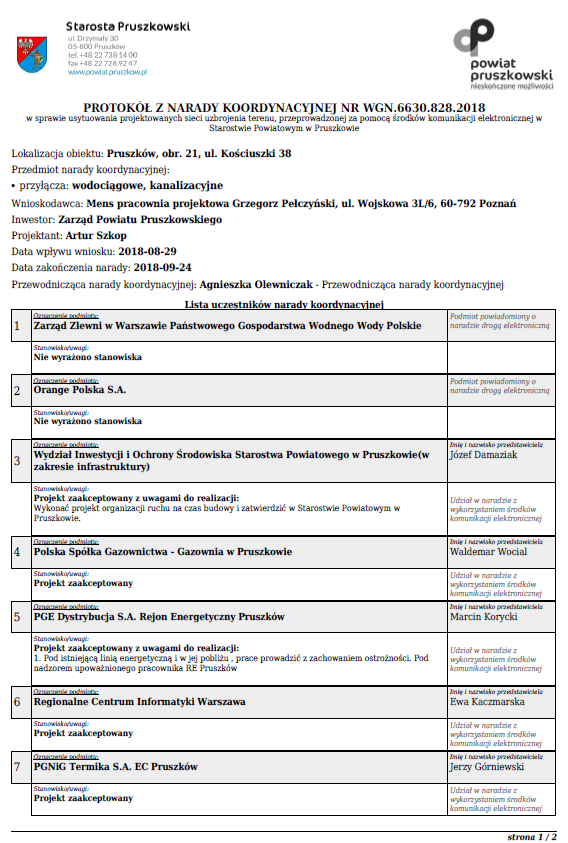 Starosta Pruszkowski
ul. Drzymały 30
05-800 Pruszków
tel. +48 22 738 14 00
fax +48 22 728 92 47
www.powiat.pruszkow.pl
powiat
pruszkowski
nieskończone możliwości
PROTOKÓŁ Z NARADY KOORDYNACYJNEJ NR WGN.6630.828.2018
w sprawie usytuowania projektowanych sieci uzbrojenia terenu, przeprowadzonej za pomocą środków komunikacji elektronicznej w
Starostwie Powiatowym w Pruszkowie
Lokalizacja obiektu: Pruszków, obr. 21, ul. Kościuszki 38
Przedmiot narady koordynacyjnej:
• przyłącza: wodociągowe, kanalizacyjne
Wnioskodawca: Mens pracownia projektowa Grzegorz Pełczyński, ul. Wojskowa 3L/6, 60-792 Poznań
Inwestor: Zarząd Powiatu Pruszkowskiego
Projektant: Artur Szkop
Data wpływu wniosku: 2018-08-29
Data zakończenia narady: 2018-09-24
Przewodnicząca narady koordynacyjnej: Agnieszka Olewniczak - Przewodnicząca narady koordynacyjnej
Lista uczestników narady koordynacyjnej
1
Oznaczenie podmiotu:
Zarząd Zlewni w Warszawie Państwowego Gospodarstwa Wodnego Wody Polskie
Podmiot powiadomiony o
naradzie drogą elektroniczną
Stanowisko/uwagi:
Nie wyrażono stanowiska
2
Oznaczenie podmiotu:
Orange Polska S.A.
Podmiot powiadomiony o
naradzie drogą elektroniczną
Stanowisko/uwagi:
Nie wyrażono stanowiska
3
Oznaczenie podmiotu:
Wydział Inwestycji i Ochrony Środowiska Starostwa Powiatowego w Pruszkowie(w
zakresie infrastruktury)
Imię i nazwisko przedstawiciela
Józef Damaziak
Stanowisko/uwagi:
Projekt zaakceptowany z uwagami do realizacji:
Wykonać projekt organizacji ruchu na czas budowy i zatwierdzić w Starostwie Powiatowym w
Pruszkowie.
Udział w naradzie z
wykorzystaniem środków
komunikacji elektronicznej
4
Oznaczenie podmiotu:
Polska Spółka Gazownictwa - Gazownia w Pruszkowie
Imię i nazwisko przedstawiciela
Waldemar Wocial
Stanowisko/uwagi:
Projekt zaakceptowany
Udział w naradzie z
wykorzystaniem środków
komunikacji elektronicznej
5
Oznaczenie podmiotu:
PGE Dystrybucja S.A. Rejon Energetyczny Pruszków
Imię i nazwisko przedstawiciela
Marcin Korycki
Stanowisko/uwagi:
Projekt zaakceptowany z uwagami do realizacji:
1. Pod istniejącą linią energetyczną i w jej pobliżu , prace prowadzić z zachowaniem ostrożności. Pod
nadzorem upoważnionego pracownika RE Pruszków
Udział w naradzie z
wykorzystaniem środków
komunikacji elektronicznej
6
Oznaczenie podmiotu:
Regionalne Centrum Informatyki Warszawa
Imię i nazwisko przedstawiciela
Ewa Kaczmarska
Stanowisko/uwagi:
Projekt zaakceptowany
Udział w naradzie z
wykorzystaniem środków
komunikacji elektronicznej
7
Oznaczenie podmiotu:
PGNiG Termika S.A. EC Pruszków
Imię i nazwisko przedstawiciela
Jerzy Górniewski
Stanowisko/uwagi:
Projekt zaakceptowany
Udział w naradzie z
wykorzystaniem środków
komunikacji elektronicznej
strona 1 / 2